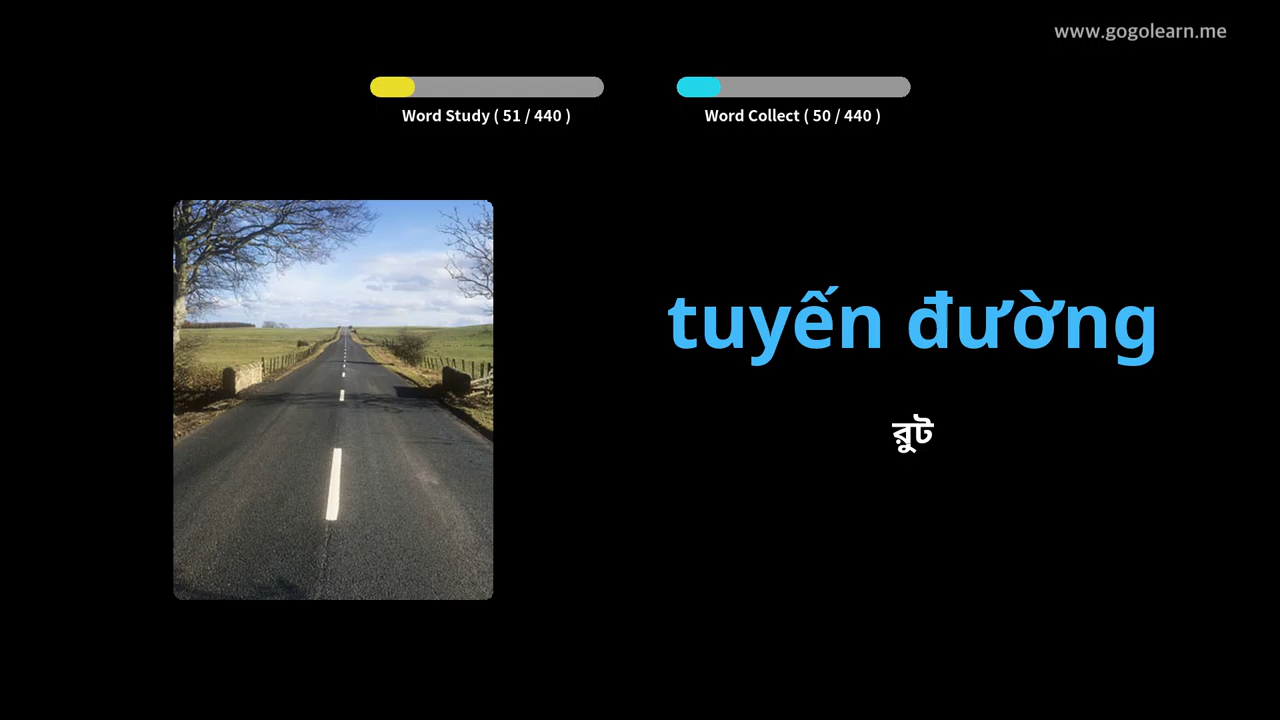 www.gogolearn.me
Word Study ( 51 / 440 )
Word Collect ( 50 / 440 )
tuyến đường
রুট